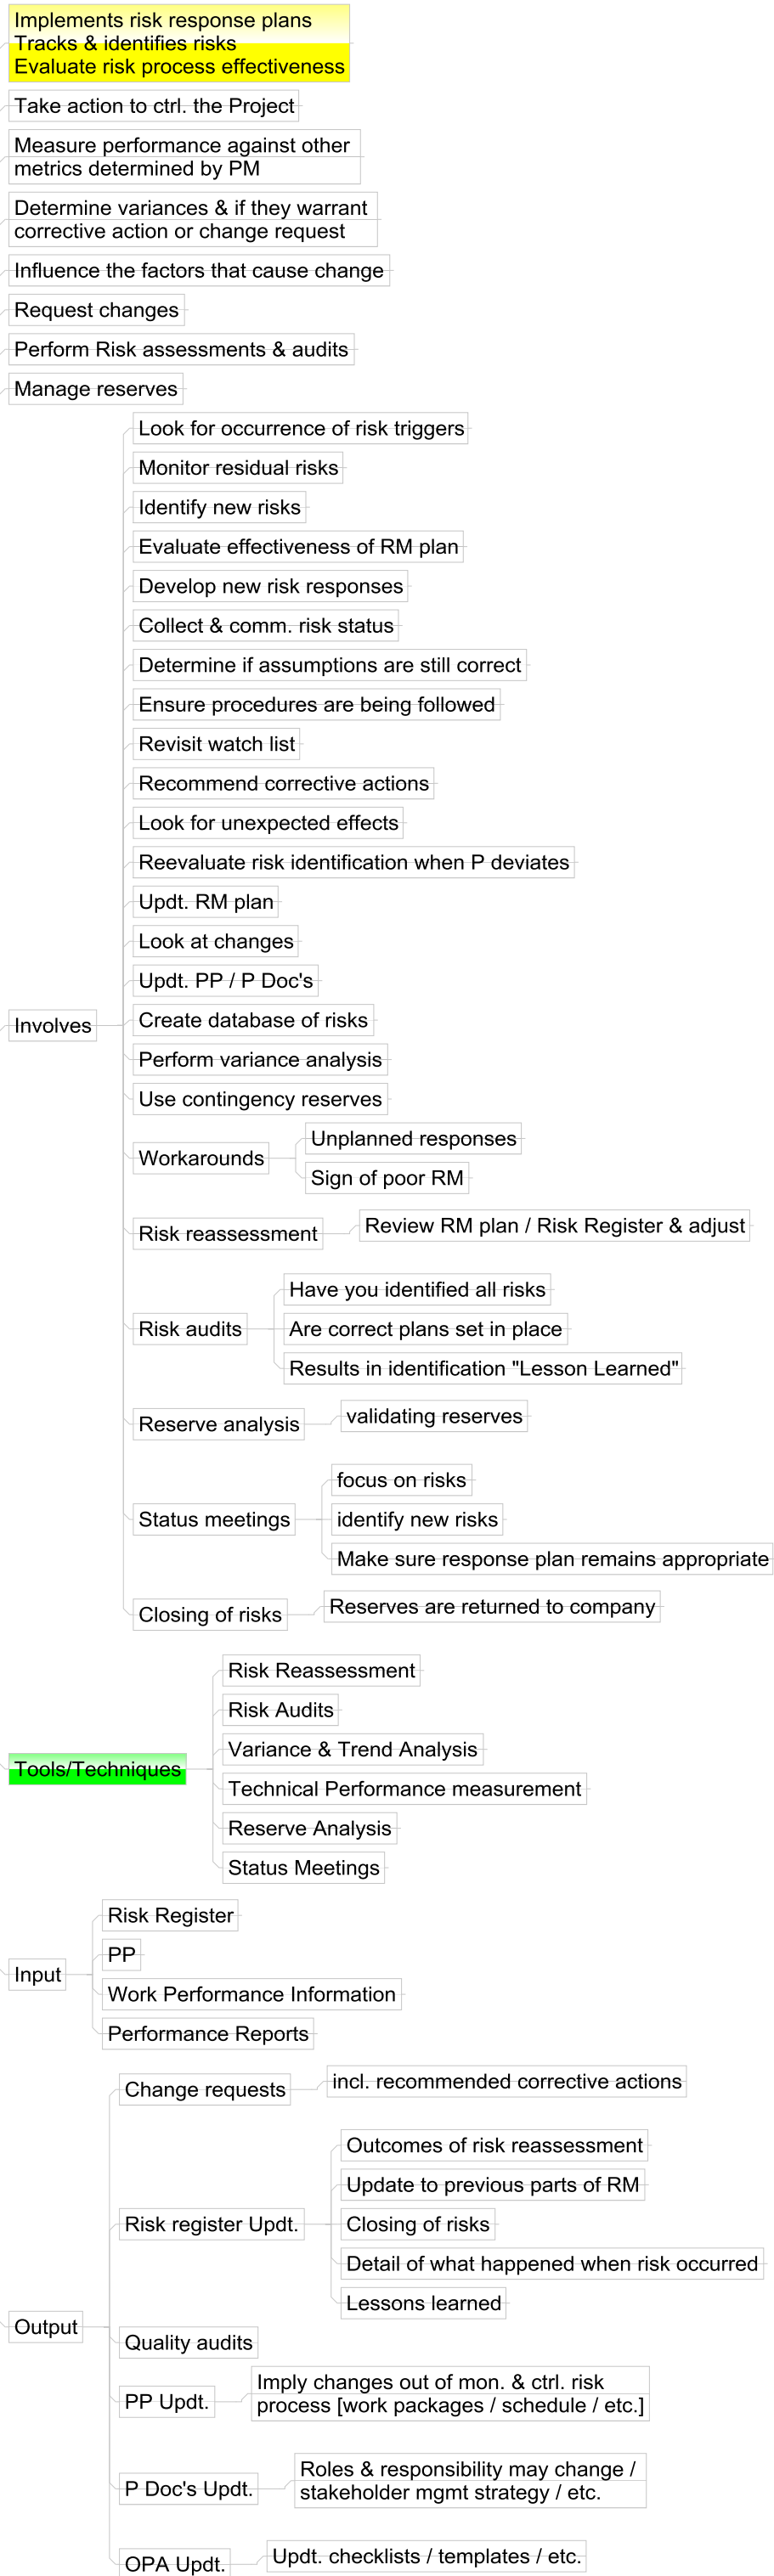 Implements risk response plans
Tracks & identifies risks
Evaluate risk process effectiveness
Take action to ctrl. the Project
Measure performance against other
metrics determined by PM
Determine variances & if they warrant
corrective action or change request
Influence the factors that cause change
Request changes
Perform Risk assessments & audits
Manage reserves
Involves
Look for occurrence of risk triggers
Monitor residual risks
Identify new risks
Evaluate effectiveness of RM plan
Develop new risk responses
Collect & comm. risk status
Determine if assumptions are still correct
Ensure procedures are being followed
Revisit watch list
Recommend corrective actions
Look for unexpected effects
Reevaluate risk identification when P deviates
Updt. RM plan
Look at changes
Updt. PP / P Doc's
Create database of risks
Perform variance analysis
Use contingency reserves
Workarounds
Unplanned responses
Sign of poor RM
Risk reassessment
Review RM plan / Risk Register & adjust
Risk audits
Have you identified all risks
Are correct plans set in place
Results in identification "Lesson Learned"
Reserve analysis
validating reserves
Status meetings
focus on risks
identify new risks
Make sure response plan remains appropriate
Closing of risks
Reserves are returned to company
Tools/Techniques
Risk Reassessment
Risk Audits
Variance & Trend Analysis
Technical Performance measurement
Reserve Analysis
Status Meetings
Input
Risk Register
PP
Work Performance Information
Performance Reports
Output
Change requests
incl. recommended corrective actions
Risk register Updt.
Outcomes of risk reassessment
Update to previous parts of RM
Closing of risks
Detail of what happened when risk occurred
Lessons learned
Quality audits
PP Updt.
Imply changes out of mon. & ctrl. risk
process [work packages / schedule / etc.]
P Doc's Updt.
Roles & responsibility may change /
stakeholder mgmt strategy / etc.
OPA Updt.
Updt. checklists / templates / etc.